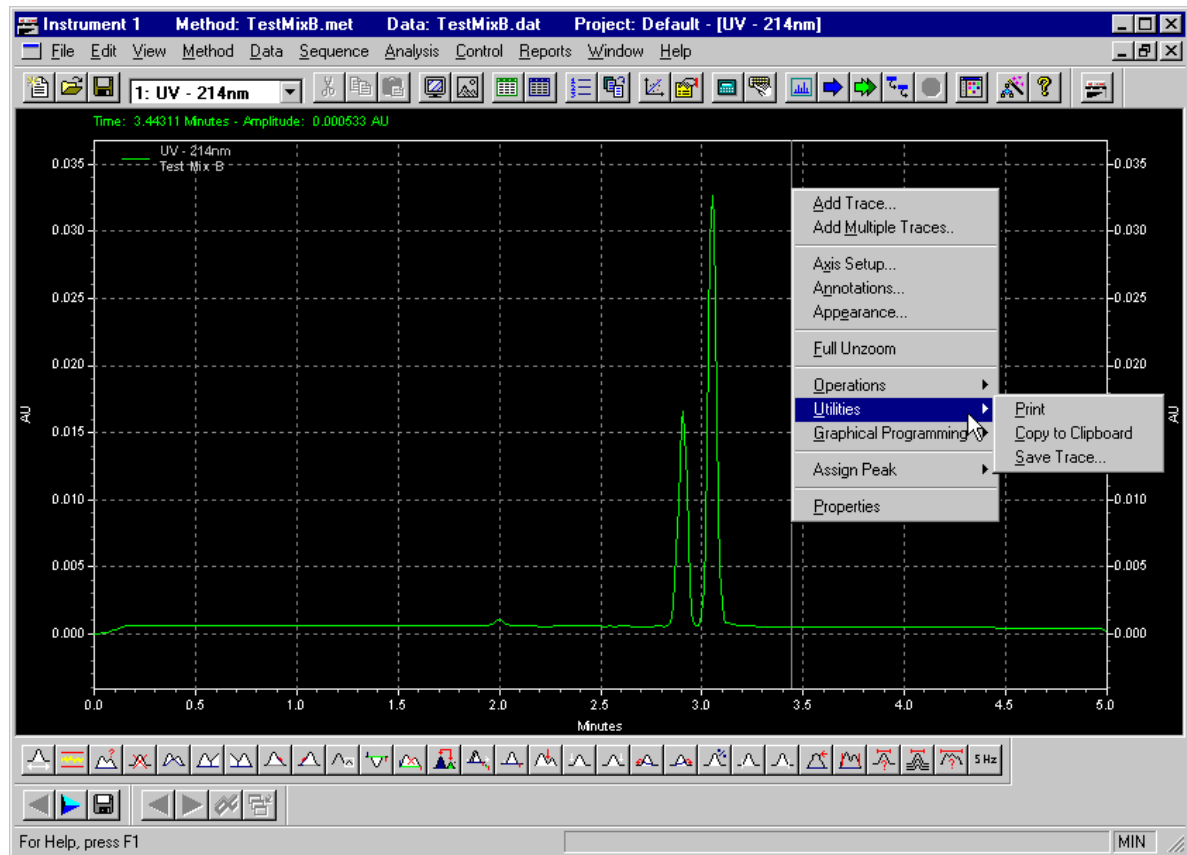 Instrument 1 Method: TestMixB.met Data: TestMixB.dat Project: Default - [UV - 214nm]
File Edit View Method Data Sequence Analysis Control Reports Window Help
1: UV - 214nm
Time: 3.44311 Minutes - Amplitude: 0.000533 AU
UV - 214nm
Test Mix B
0.035
0.030
0.025
0.020
0.015
0.010
0.005
0.000
AU
Add Trace...
Add Multiple Traces..
Axis Setup...
Annotations...
Appearance...
Full Unzoom
Operations
Utilities
Graphical Programming
Assign Peak
Properties
Print
Copy to Clipboard
Save Trace...
0.035
0.030
0.025
0.020
0.010
0.005
0.000
AU
0.0 0.5 1.0 1.5 2.0 2.5 3.0 3.5 4.0 4.5 5.0
Minutes
5 Hz
For Help, press F1
MIN